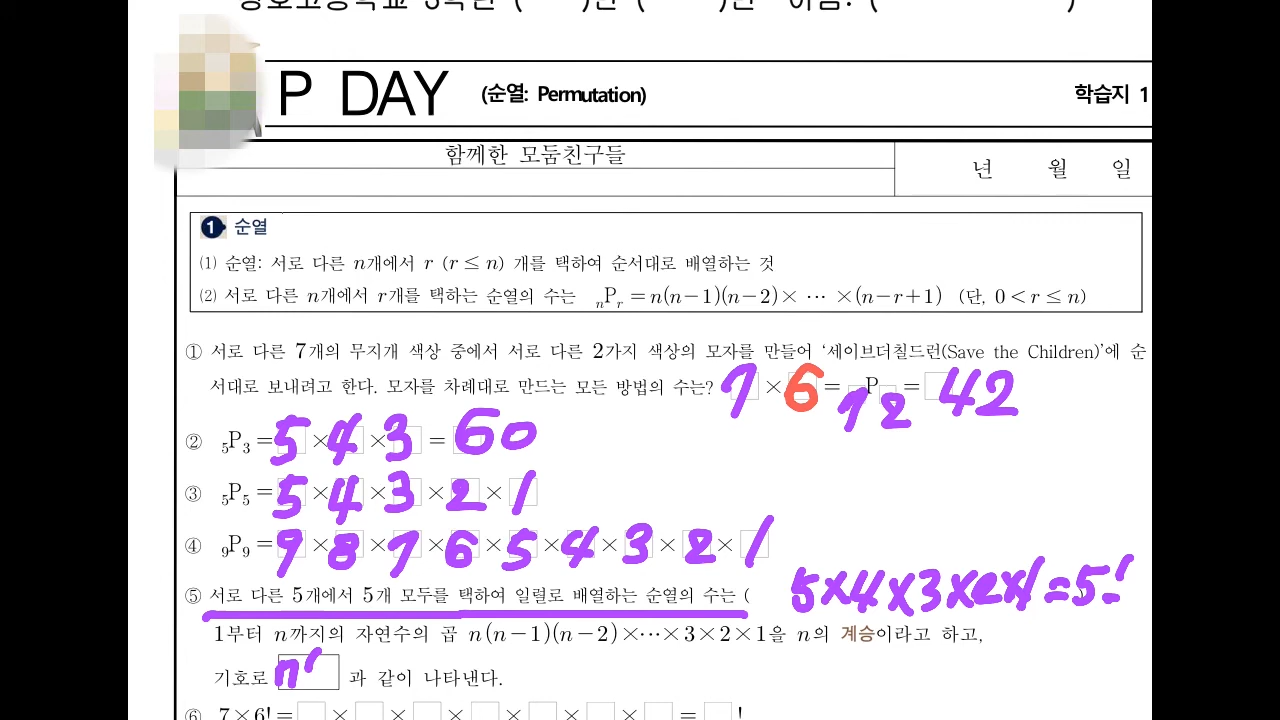 P DAY (순열: Permutation) 학습지 1
함께한 모둠친구들
년 월 일
1 순열
⑴ 순열: 서로 다른 n개에서 r (r ≤ n) 개를 택하여 순서대로 배열하는 것
⑵ 서로 다른 n개에서 r개를 택하는 순열의 수는 ₙPᵣ = n(n−1)(n−2)× ⋯ ×(n−r+1) (단, 0 < r ≤ n)
① 서로 다른 7개의 무지개 색상 중에서 서로 다른 2가지 색상의 모자를 만들어 ‘세이브더칠드런(Save the Children)’에 순
서대로 보내려고 한다. 모자를 차례대로 만드는 모든 방법의 수는? 7 × 6 = ₇P₂ = 42
② ₅P₃ = 5 × 4 × 3 = 60
③ ₅P₅ = 5 × 4 × 3 × 2 × 1
④ ₉P₉ = 9 × 8 × 7 × 6 × 5 × 4 × 3 × 2 × 1
⑤ 서로 다른 5개에서 5개 모두를 택하여 일렬로 배열하는 순열의 수는 ( 5×4×3×2×1=5!
1부터 n까지의 자연수의 곱 n(n−1)(n−2)×⋯×3×2×1을 n의 계승이라고 하고,
기호로 n! 과 같이 나타낸다.
⑥ 7×6! = × × × × × × = !